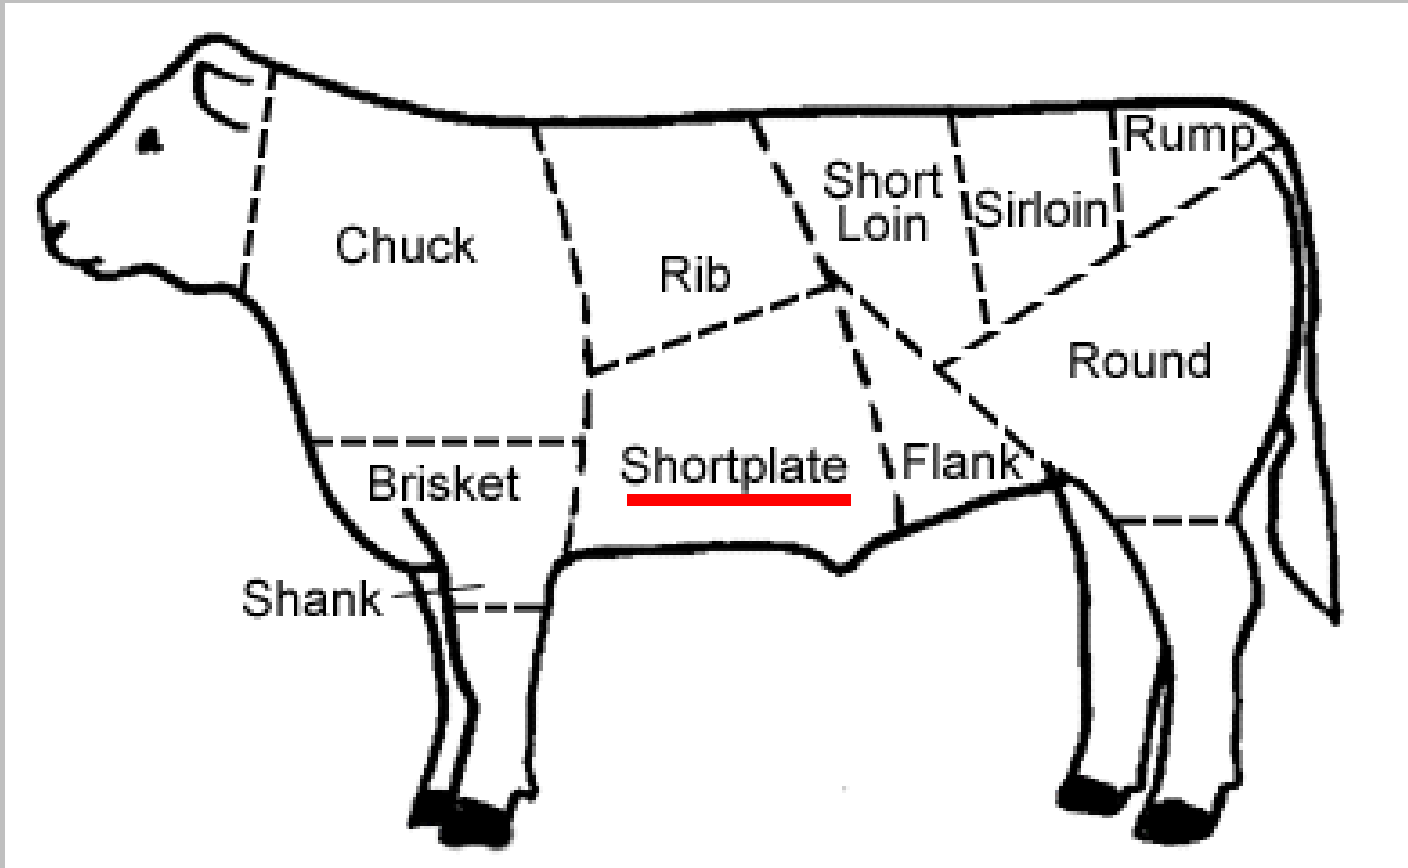 Rump
Short
Loin
Sirloin
Chuck
Rib
Round
Shortplate
Flank
Brisket
Shank